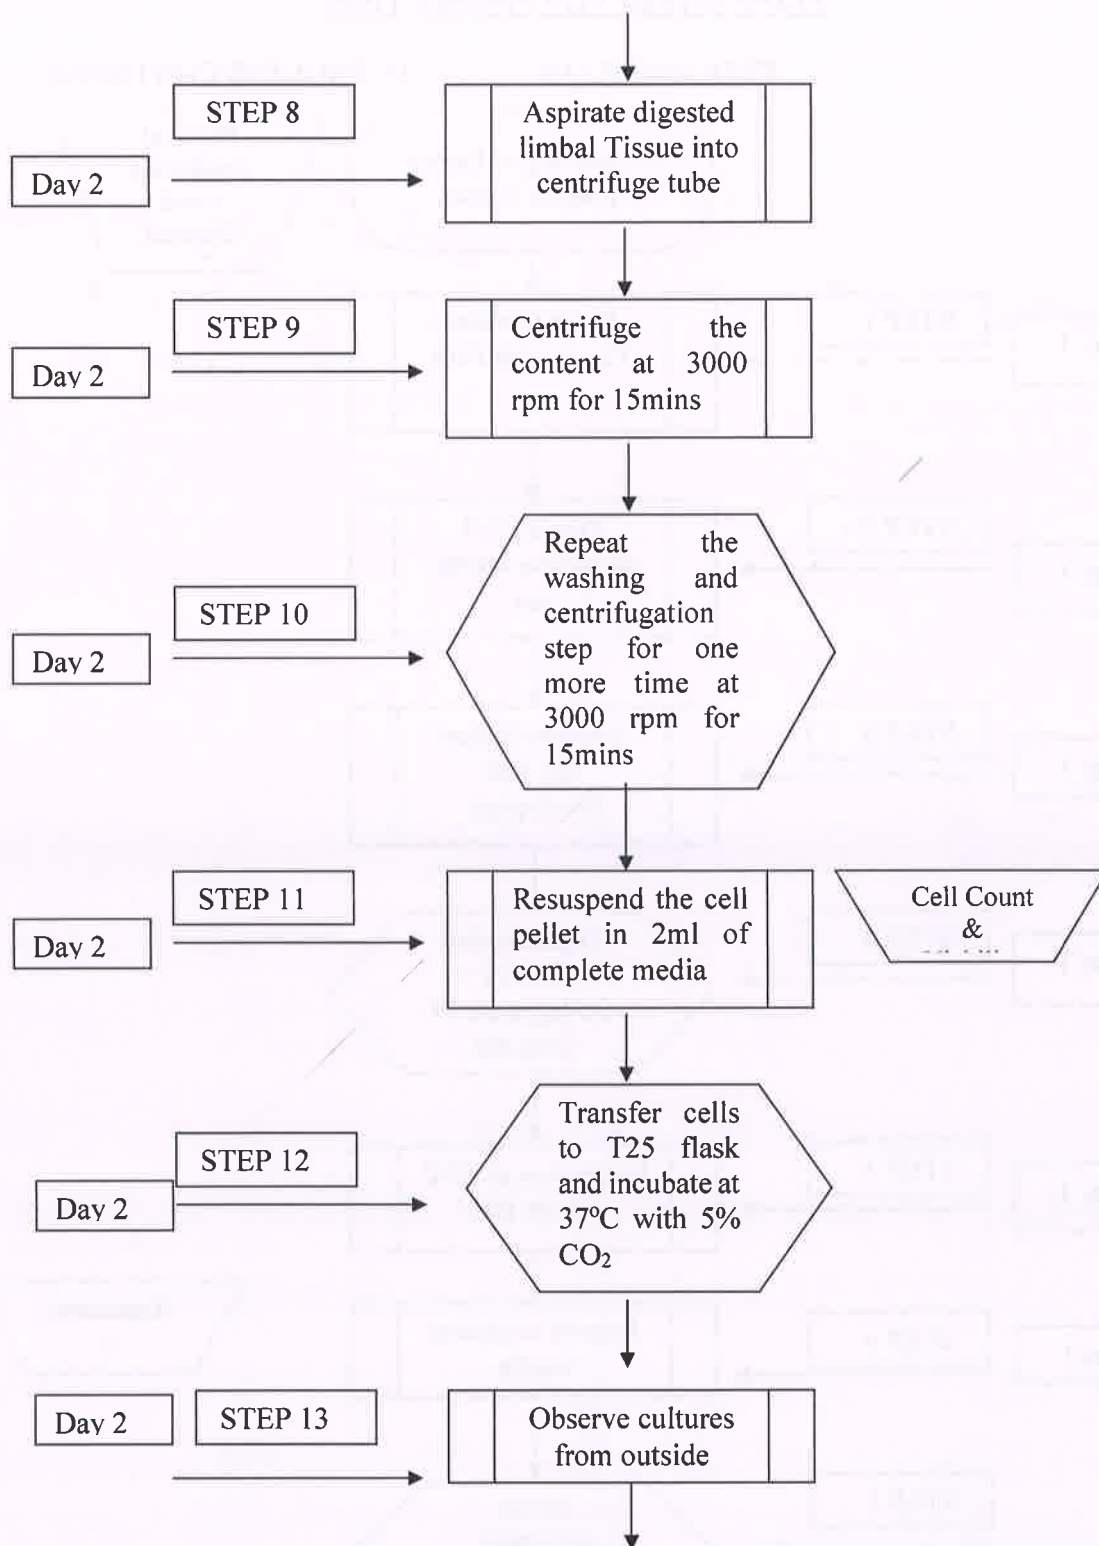 STEP 8
Day 2
Aspirate digested
limbal Tissue into
centrifuge tube
STEP 9
Day 2
Centrifuge the
content at 3000
rpm for 15mins
STEP 10
Day 2
Repeat the
washing and
centrifugation
step for one
more time at
3000 rpm for
15mins
STEP 11
Day 2
Resuspend the cell
pellet in 2ml of
complete media
Cell Count
&
STEP 12
Day 2
Transfer cells
to T25 flask
and incubate at
37ºC with 5%
CO₂
Day 2
STEP 13
Observe cultures
from outside